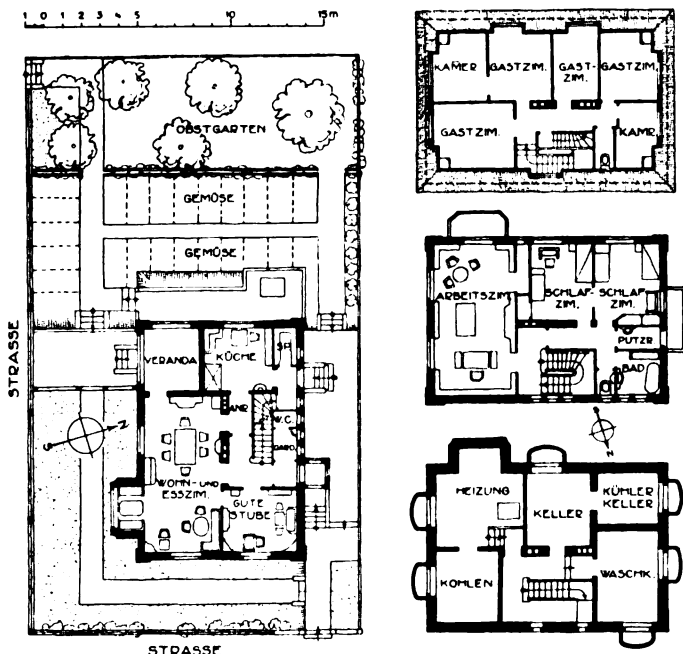 1 0 1 2 3 4 5 10 15 m
OBSTGARTEN
GEMÜSE
GEMÜSE
VERANDA
KÜCHE
SP.
ANR.
W.C.
GARD.
WOHN- UND
ESSZIM.
GUTE
STUBE
S
N
STRASSE
STRASSE
KAMER
GASTZIM.
GAST-
ZIM.
GASTZIM.
GASTZIM.
KAMR.
ARBEITSZIM.
SCHLAF-
ZIM.
SCHLAF-
ZIM.
PUTZR.
BAD
S
N
HEIZUNG
KELLER
KÜHLER
KELLER
KOHLEN
WASCHK.